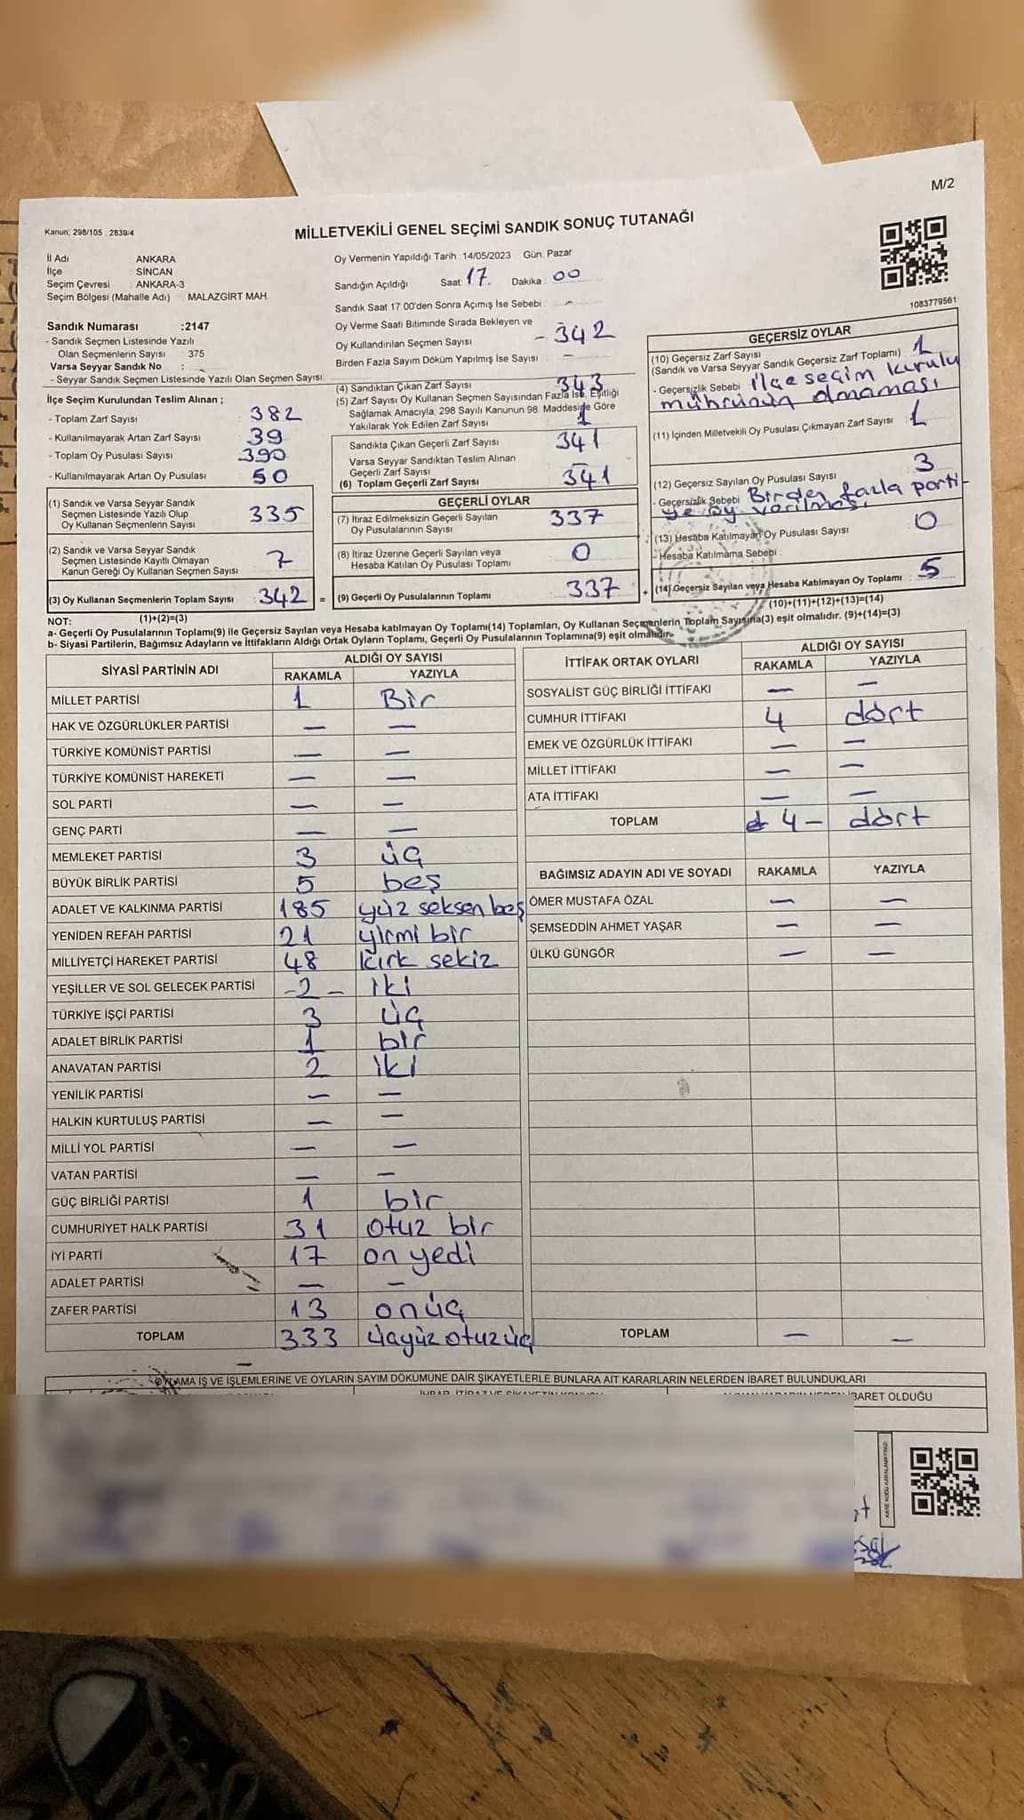 M/2
Kanun: 298/105 2839/4
MİLLETVEKİLİ GENEL SEÇİMİ SANDIK SONUÇ TUTANAĞI
1083779561
İl Adı ANKARA
İlçe SİNCAN
Seçim Çevresi : ANKARA-3
Seçim Bölgesi (Mahalle Adı) : MALAZGİRT MAH.
Sandık Numarası :2147
- Sandık Seçmen Listesinde Yazılı
Olan Seçmenlerin Sayısı : 375
Varsa Seyyar Sandık No :
- Seyyar Sandık Seçmen Listesinde Yazılı Olan Seçmen Sayısı:
İlçe Seçim Kurulundan Teslim Alınan ;
- Toplam Zarf Sayısı 382
- Kullanılmayarak Artan Zarf Sayısı 39
- Toplam Oy Pusulası Sayısı 390
- Kullanılmayarak Artan Oy Pusulası 50
(1) Sandık ve Varsa Seyyar Sandık
Seçmen Listesinde Yazılı Olup
Oy Kullanan Seçmenlerin Sayısı 335
(2) Sandık ve Varsa Seyyar Sandık
Seçmen Listesinde Kayıtlı Olmayan
Kanun Gereği Oy Kullanan Seçmen Sayısı 7
(3) Oy Kullanan Seçmenlerin Toplam Sayısı 342 =
(1)+(2)=(3)
Oy Vermenin Yapıldığı Tarih 14/05/2023 Gün: Pazar
Sandığın Açıldığı Saat: 17. Dakika : 00
Sandık Saat 17.00'den Sonra Açımış İse Sebebi : -
Oy Verme Saati Bitiminde Sırada Bekleyen ve
Oy Kullandırılan Seçmen Sayısı - 342
Birden Fazla Sayım Döküm Yapılmış İse Sayısı -
(4) Sandıktan Çıkan Zarf Sayısı 343
(5) Zarf Sayısı Oy Kullanan Seçmen Sayısından Fazla İse, Eşitliği
Sağlamak Amacıyla, 298 Sayılı Kanunun 98. Maddesine Göre
Yakılarak Yok Edilen Zarf Sayısı 1
Sandıkta Çıkan Geçerli Zarf Sayısı 341
Varsa Seyyar Sandıktan Teslim Alınan
Geçerli Zarf Sayısı -
(6) Toplam Geçerli Zarf Sayısı 341
GEÇERLİ OYLAR
(7) İtiraz Edilmeksizin Geçerli Sayılan
Oy Pusulalarının Sayısı 337
(8) İtiraz Üzerine Geçerli Sayılan veya
Hesaba Katılan Oy Pusulası Toplamı 0
(9) Geçerli Oy Pusulalarının Toplamı 337 +
GEÇERSİZ OYLAR
(10) Geçersiz Zarf Sayısı
(Sandık ve Varsa Seyyar Sandık Geçersiz Zarf Toplamı) 1
- Geçersizlik Sebebi : ilçe seçim kurulu
mührünün olmaması
(11) İçinden Milletvekili Oy Pusulası Çıkmayan Zarf Sayısı 1
(12) Geçersiz Sayılan Oy Pusulası Sayısı 3
- Geçersizlik Sebebi Birden fazla parti-
ye oy verilmesi
(13) Hesaba Katılmayan Oy Pusulası Sayısı 0
- Hesaba Katılmama Sebebi :
(14) Geçersiz Sayılan veya Hesaba Katılmayan Oy Toplamı 5
(10)+(11)+(12)+(13)=(14)
NOT:
a- Geçerli Oy Pusulalarının Toplamı(9) ile Geçersiz Sayılan veya Hesaba katılmayan Oy Toplamı(14) Toplamları, Oy Kullanan Seçmenlerin Toplam Sayısına(3) eşit olmalıdır. (9)+(14)=(3)
b- Siyasi Partilerin, Bağımsız Adayların ve İttifakların Aldığı Ortak Oyların Toplamı, Geçerli Oy Pusulalarının Toplamına(9) eşit olmalıdır.
SİYASİ PARTİNİN ADI ALDIĞI OY SAYISI
RAKAMLA YAZIYLA
MİLLET PARTİSİ 1 Bir
HAK VE ÖZGÜRLÜKLER PARTİSİ — —
TÜRKİYE KOMÜNİST PARTİSİ — —
TÜRKİYE KOMÜNİST HAREKETİ — —
SOL PARTİ — —
GENÇ PARTİ — —
MEMLEKET PARTİSİ 3 üç
BÜYÜK BİRLİK PARTİSİ 5 beş
ADALET VE KALKINMA PARTİSİ 185 yüz seksen beş
YENİDEN REFAH PARTİSİ 21 yirmi bir
MİLLİYETÇİ HAREKET PARTİSİ 48 kırk sekiz
YEŞİLLER VE SOL GELECEK PARTİSİ -2- iki
TÜRKİYE İŞÇİ PARTİSİ 3 üç
ADALET BİRLİK PARTİSİ 1 bir
ANAVATAN PARTİSİ 2 iki
YENİLİK PARTİSİ — —
HALKIN KURTULUŞ PARTİSİ — —
MİLLİ YOL PARTİSİ — —
VATAN PARTİSİ — —
GÜÇ BİRLİĞİ PARTİSİ 1 bir
CUMHURİYET HALK PARTİSİ 31 otuz bir
İYİ PARTİ 17 on yedi
ADALET PARTİSİ — —
ZAFER PARTİSİ 13 onüç
TOPLAM 333 üçyüz otuz üç
İTTİFAK ORTAK OYLARI ALDIĞI OY SAYISI
RAKAMLA YAZIYLA
SOSYALİST GÜÇ BİRLİĞİ İTTİFAKI — —
CUMHUR İTTİFAKI 4 dört
EMEK VE ÖZGÜRLÜK İTTİFAKI — —
MİLLET İTTİFAKI — —
ATA İTTİFAKI — —
TOPLAM 4 - dört
BAĞIMSIZ ADAYIN ADI VE SOYADI RAKAMLA YAZIYLA
ÖMER MUSTAFA ÖZAL — —
ŞEMSEDDİN AHMET YAŞAR — —
ÜLKÜ GÜNGÖR — —
TOPLAM — —
OYLAMA İŞ VE İŞLEMLERİNE VE OYLARIN SAYIM DÖKÜMÜNE DAİR ŞİKAYETLERLE BUNLARA AİT KARARLARIN NELERDEN İBARET BULUNDUKLARI
İBARET OLDUĞU